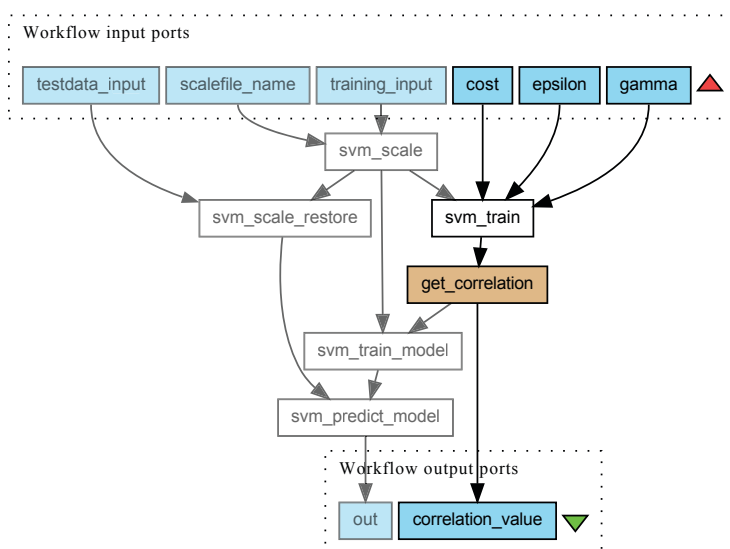 Workflow input ports
testdata_input
scalefile_name
training_input
cost
epsilon
gamma
svm_scale
svm_scale_restore
svm_train
get_correlation
svm_train_model
svm_predict_model
Workflow output ports
out
correlation_value